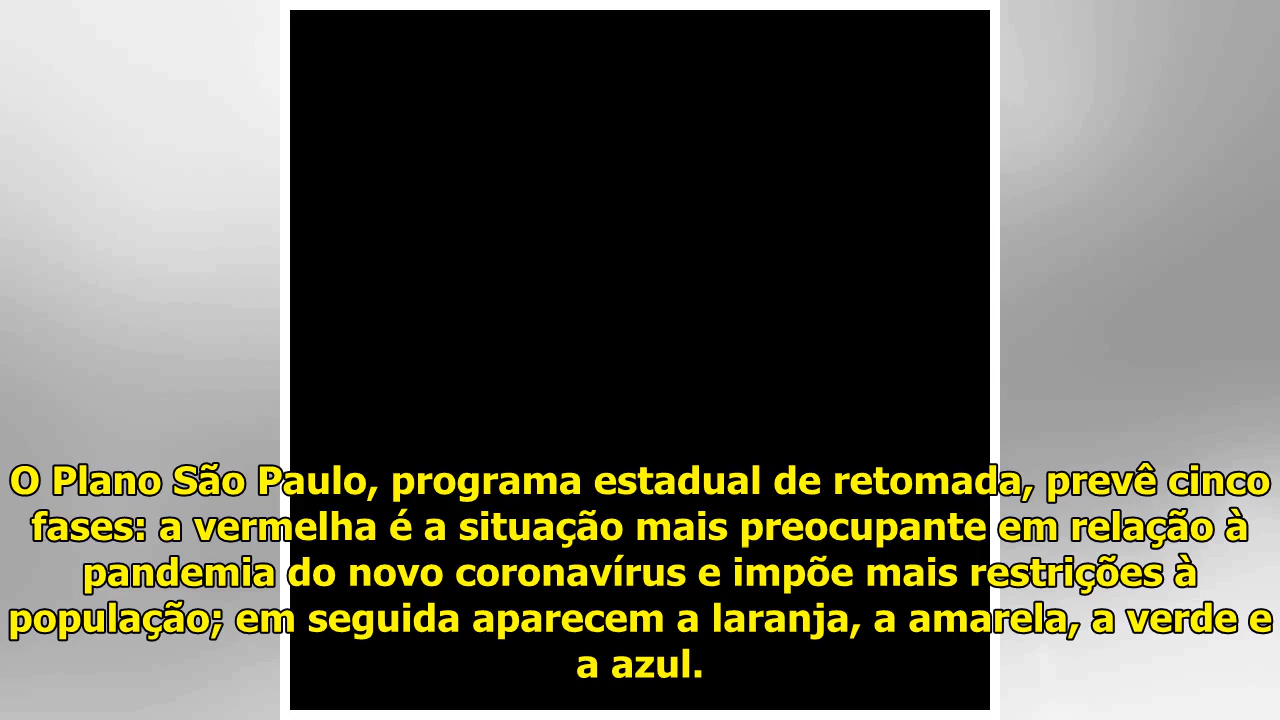 O Plano São Paulo, programa estadual de retomada, prevê cinco
fases: a vermelha é a situação mais preocupante em relação à
pandemia do novo coronavírus e impõe mais restrições à
população; em seguida aparecem a laranja, a amarela, a verde e
a azul.